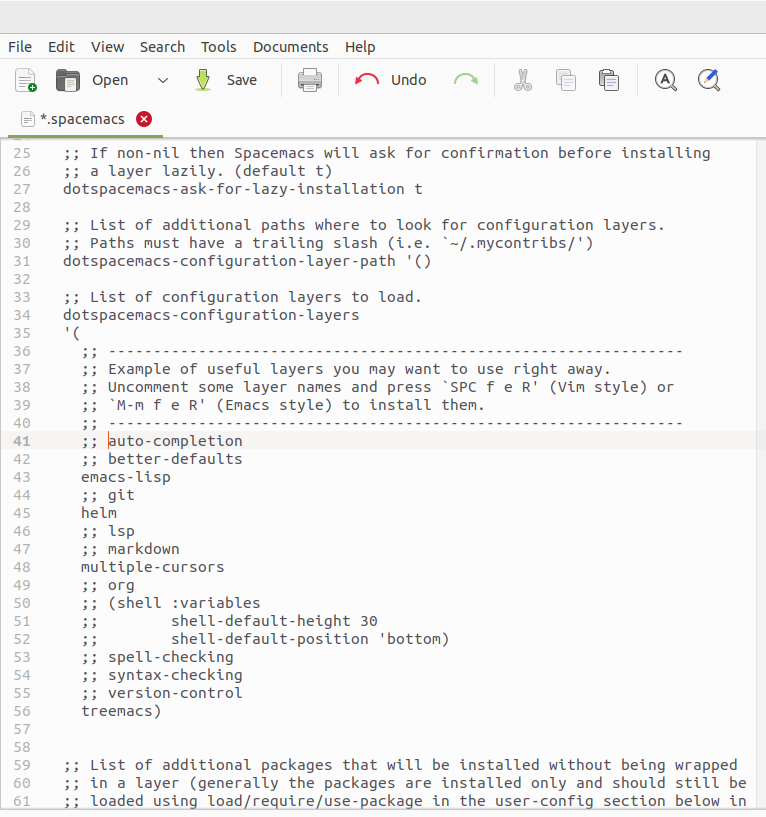 File Edit View Search Tools Documents Help
Open Save Undo
*.spacemacs
25 ;; If non-nil then Spacemacs will ask for confirmation before installing
26 ;; a layer lazily. (default t)
27 dotspacemacs-ask-for-lazy-installation t
28
29 ;; List of additional paths where to look for configuration layers.
30 ;; Paths must have a trailing slash (i.e. `~/.mycontribs/')
31 dotspacemacs-configuration-layer-path '()
32
33 ;; List of configuration layers to load.
34 dotspacemacs-configuration-layers
35 '(
36 ;; ----------------------------------------------------------------
37 ;; Example of useful layers you may want to use right away.
38 ;; Uncomment some layer names and press `SPC f e R' (Vim style) or
39 ;; `M-m f e R' (Emacs style) to install them.
40 ;; ----------------------------------------------------------------
41 ;; auto-completion
42 ;; better-defaults
43 emacs-lisp
44 ;; git
45 helm
46 ;; lsp
47 ;; markdown
48 multiple-cursors
49 ;; org
50 ;; (shell :variables
51 ;;        shell-default-height 30
52 ;;        shell-default-position 'bottom)
53 ;; spell-checking
54 ;; syntax-checking
55 ;; version-control
56 treemacs)
57
58
59 ;; List of additional packages that will be installed without being wrapped
60 ;; in a layer (generally the packages are installed only and should still be
61 ;; loaded using load/require/use-package in the user-config section below in